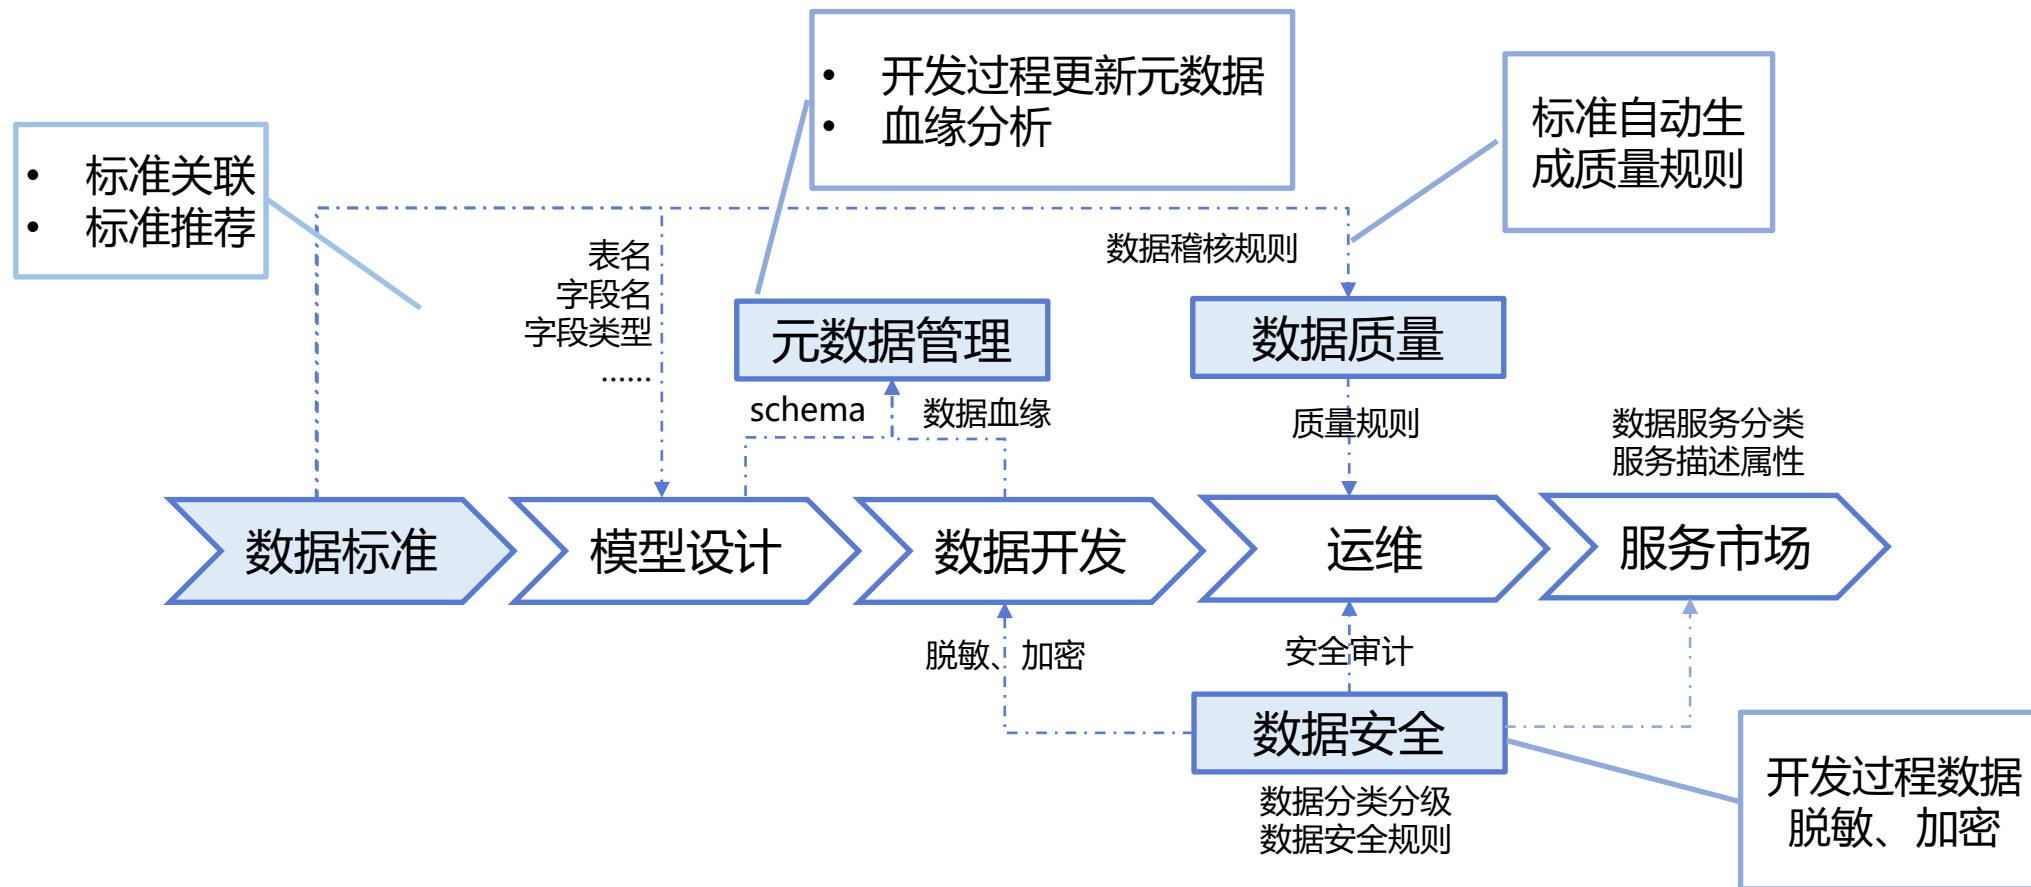 • 开发过程更新元数据
• 血缘分析
标准自动生
成质量规则
• 标准关联
• 标准推荐
表名
字段名
字段类型
......
数据稽核规则
元数据管理
数据质量
schema
数据血缘
质量规则
数据服务分类
服务描述属性
数据标准
模型设计
数据开发
运维
服务市场
脱敏、加密
安全审计
数据安全
数据分类分级
数据安全规则
开发过程数据
脱敏、加密